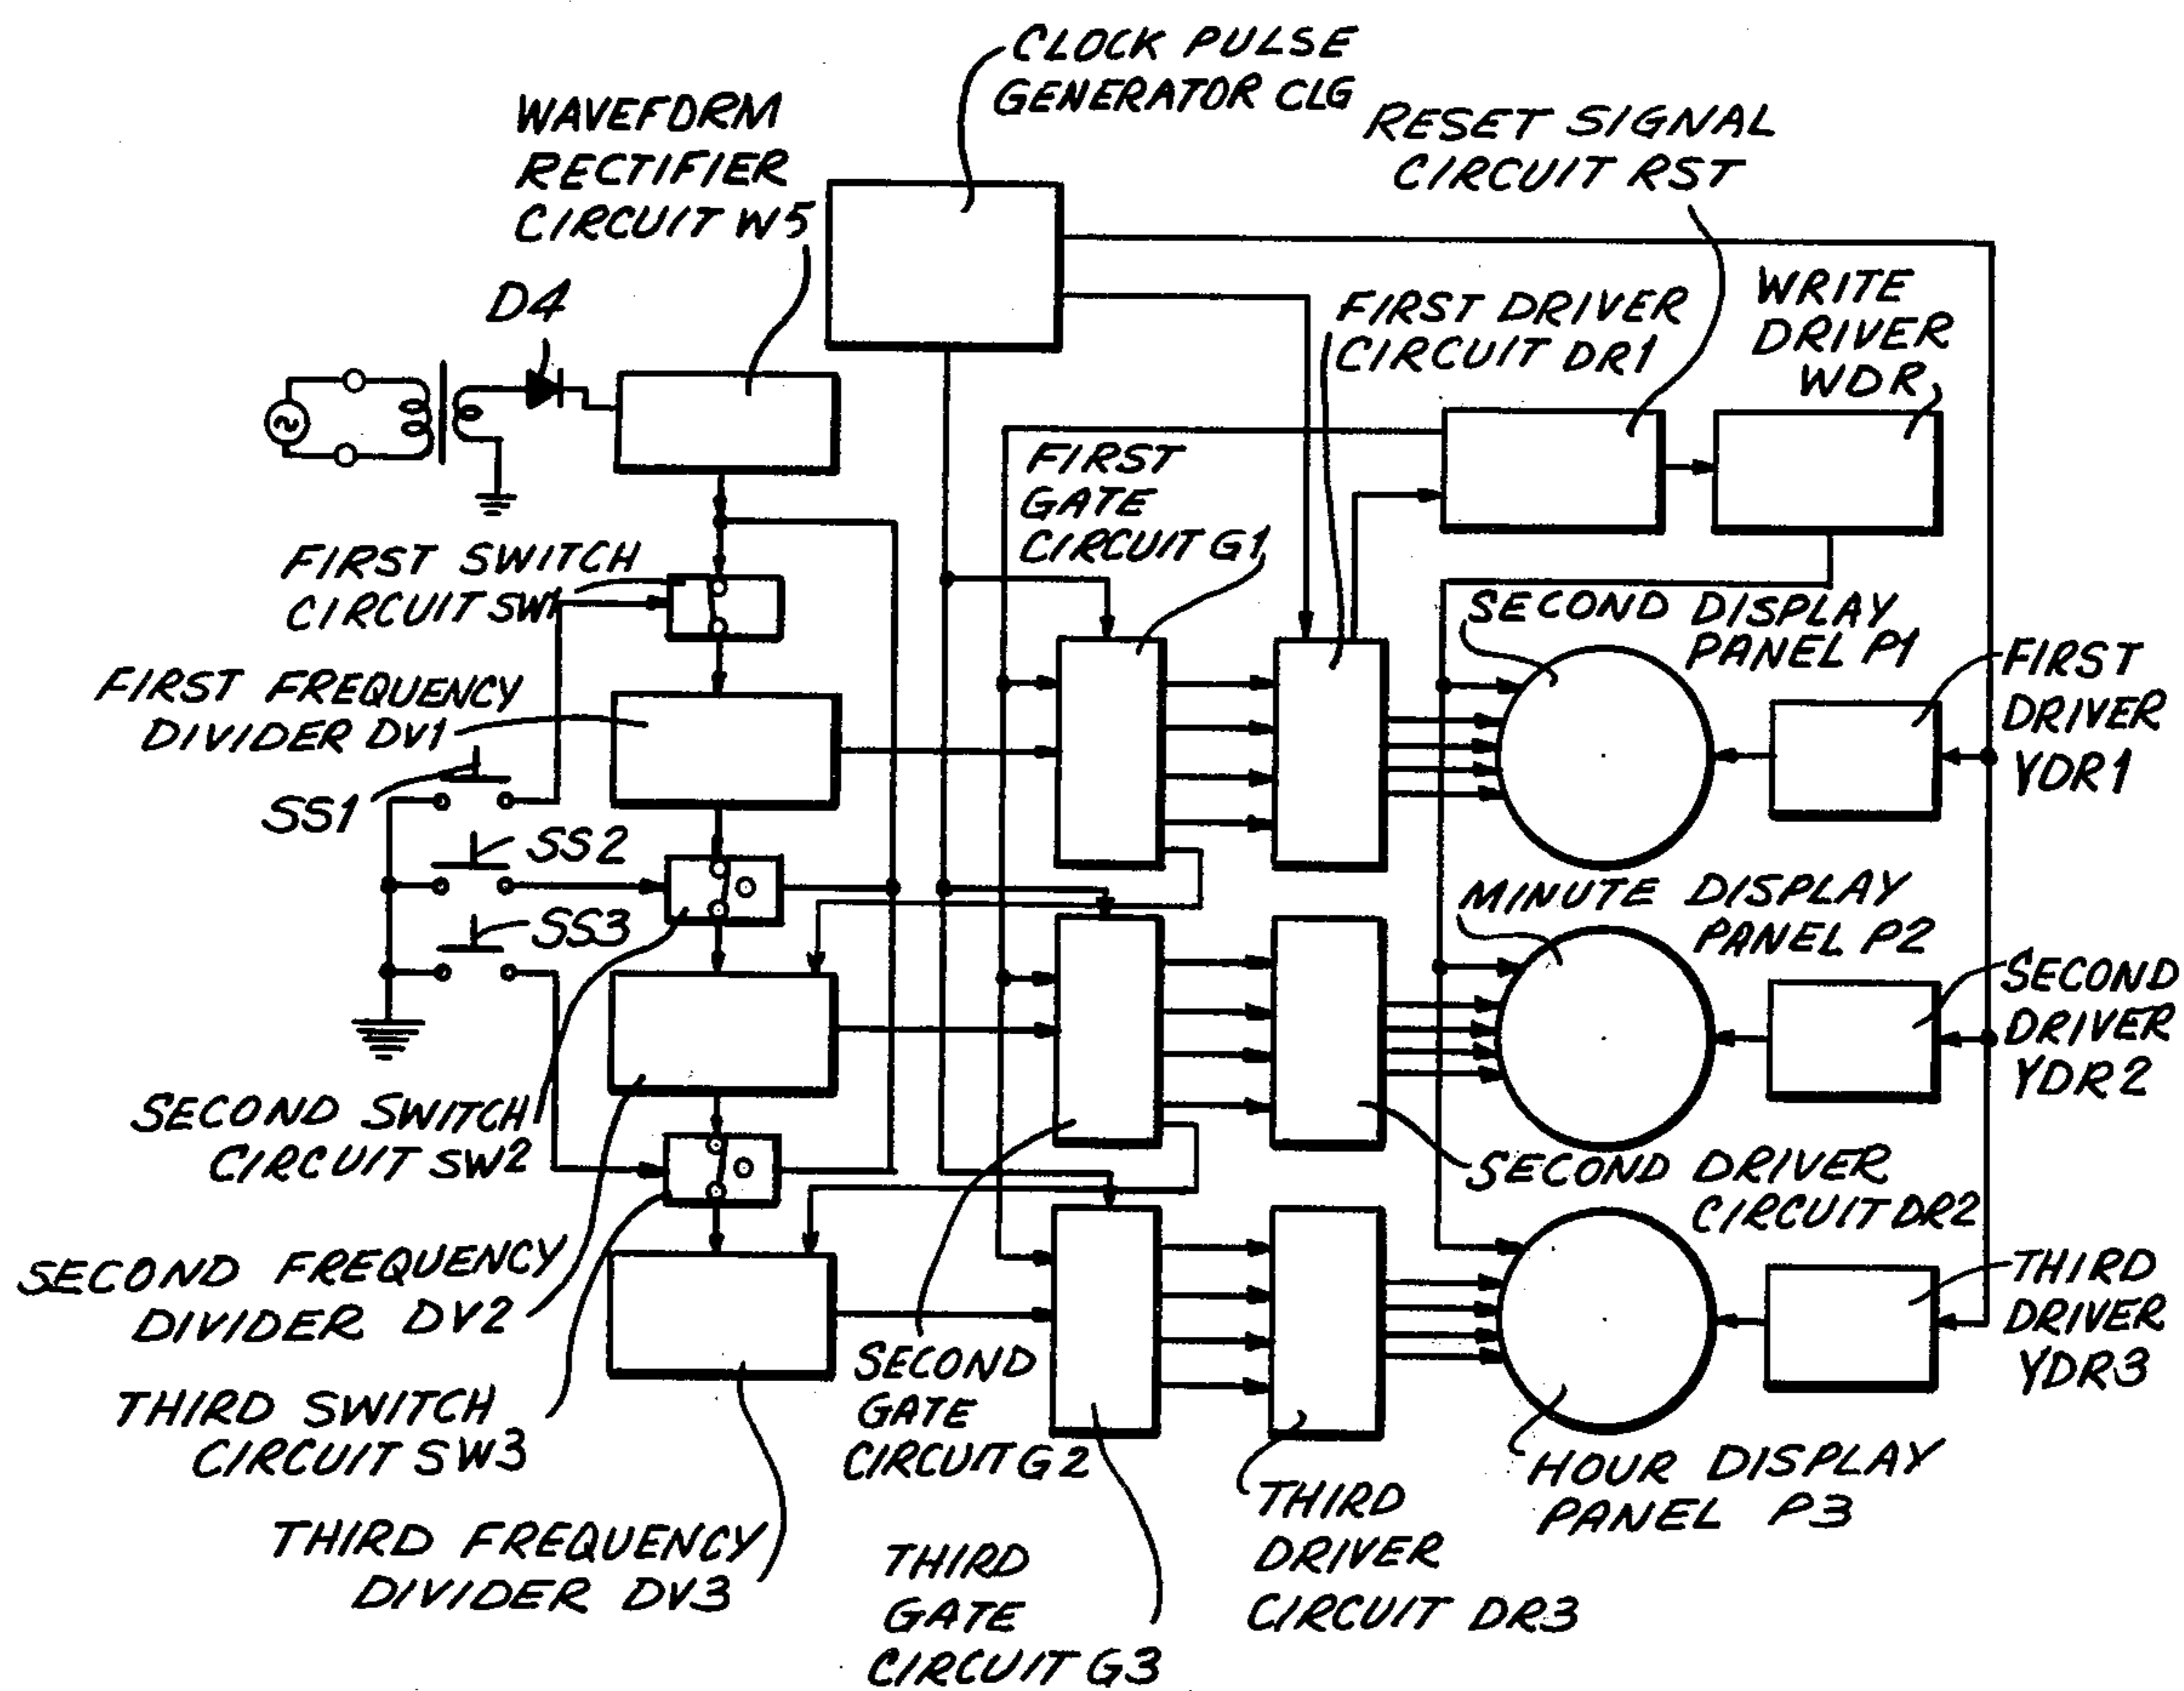 CLOCK PULSE
GENERATOR CLG
WAVEFORM
RECTIFIER
CIRCUIT W5
RESET SIGNAL
CIRCUIT RST
D4
FIRST DRIVER
CIRCUIT DR1
WRITE
DRIVER
WDR
FIRST
GATE
CIRCUIT G1
FIRST SWITCH
CIRCUIT SW1
SECOND DISPLAY
PANEL P1
FIRST
DRIVER
YDR1
FIRST FREQUENCY
DIVIDER DV1
SS1
SS2
SS3
MINUTE DISPLAY
PANEL P2
SECOND
DRIVER
YDR2
SECOND SWITCH
CIRCUIT SW2
SECOND DRIVER
CIRCUIT DR2
SECOND FREQUENCY
DIVIDER DV2
THIRD
DRIVER
YDR3
SECOND
GATE
CIRCUIT G2
THIRD SWITCH
CIRCUIT SW3
HOUR DISPLAY
PANEL P3
THIRD
DRIVER
CIRCUIT DR3
THIRD FREQUENCY
DIVIDER DV3
THIRD
GATE
CIRCUIT G3